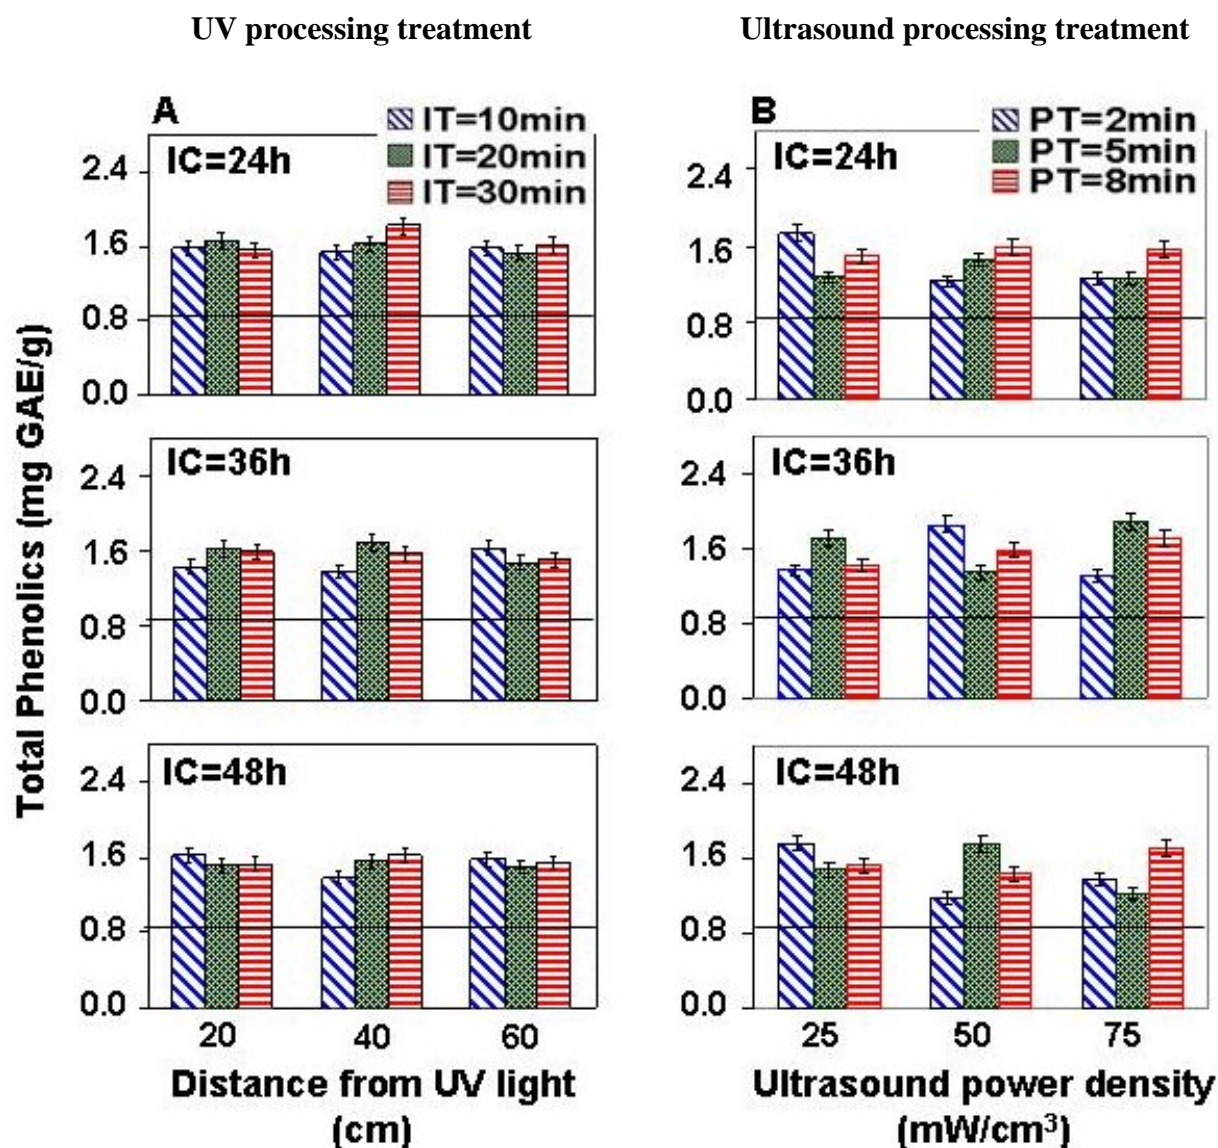 UV processing treatment
Ultrasound processing treatment
A
IT=10min
IT=20min
IT=30min
IC=24h
2.4
1.6
0.8
0.0
IC=36h
2.4
1.6
0.8
0.0
IC=48h
2.4
1.6
0.8
0.0
20 40 60
Total Phenolics (mg GAE/g)
Distance from UV light
(cm)
B
PT=2min
PT=5min
PT=8min
IC=24h
2.4
1.6
0.8
0.0
IC=36h
2.4
1.6
0.8
0.0
IC=48h
2.4
1.6
0.8
0.0
25 50 75
Ultrasound power density
(mW/cm³)